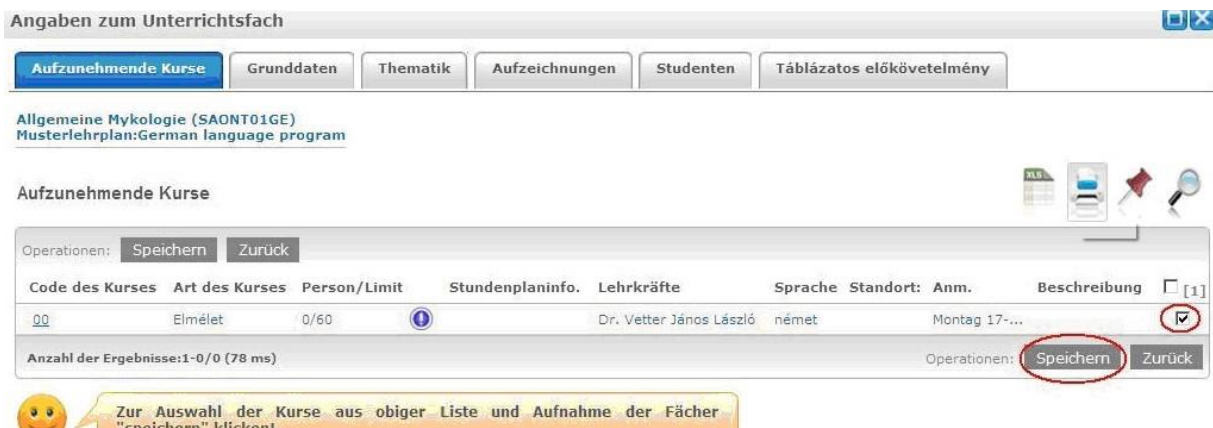 Angaben zum Unterrichtsfach
Aufzunehmende Kurse Grunddaten Thematik Aufzeichnungen Studenten Táblázatos előkövetelmény
Allgemeine Mykologie (SAONT01GE)
Musterlehrplan:German language program
Aufzunehmende Kurse
XLS
Operationen: Speichern Zurück
Code des Kurses Art des Kurses Person/Limit Stundenplaninfo. Lehrkräfte Sprache Standort: Anm. Beschreibung [1]
00 Elmélet 0/60 Dr. Vetter János László német Montag 17-...
Anzahl der Ergebnisse:1-0/0 (78 ms) Operationen: Speichern Zurück
Zur Auswahl der Kurse aus obiger Liste und Aufnahme der Fächer
"speichern" klicken!